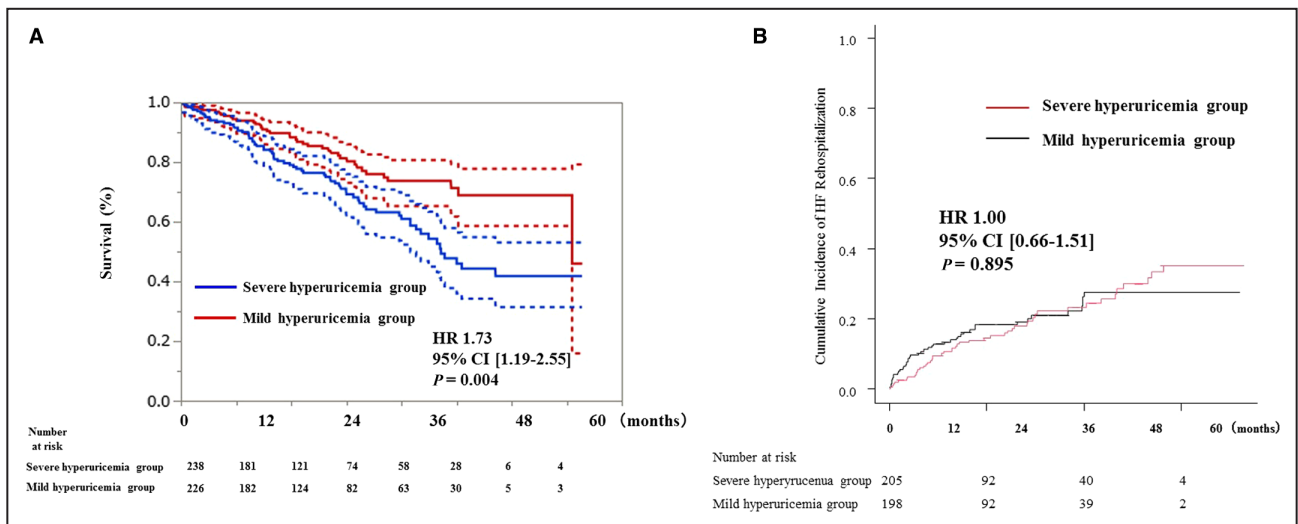 A
1.0
0.8
0.6
0.4
0.2
0.0
Survival (%)
Severe hyperuricemia group
Mild hyperuricemia group
HR 1.73
95% CI [1.19-2.55]
P = 0.004
0 12 24 36 48 60 (months)
Number
at risk
Severe hyperuricemia group 238 181 121 74 58 28 6 4
Mild hyperuricemia group 226 182 124 82 63 30 5 3
B
1.0
0.8
0.6
0.4
0.2
0.0
Cumulative Incidence of HF Rehospitalization
Severe hyperuricemia group
Mild hyperuricemia group
HR 1.00
95% CI [0.66-1.51]
P = 0.895
0 12 24 36 48 60 (months)
Number at risk
Severe hyperyrucenua group 205 92 40 4
Mild hyperuricemia group 198 92 39 2